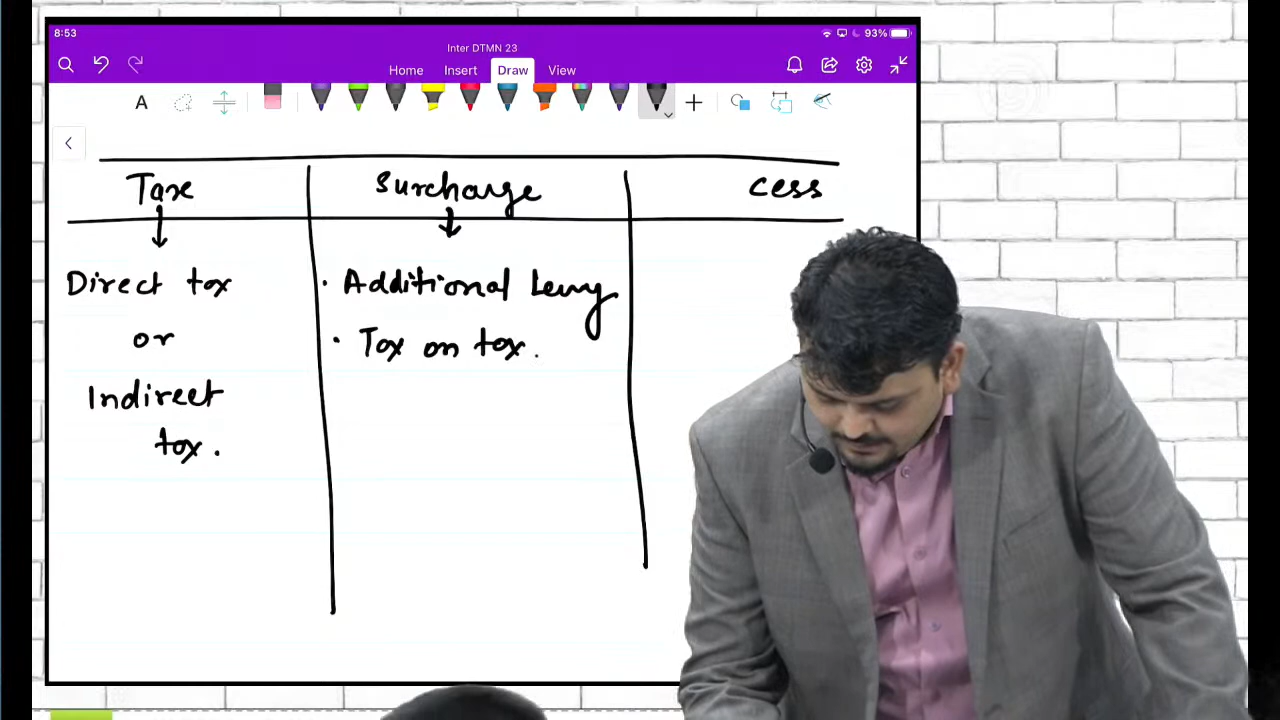 8:53
93%
Inter DTMN 23
Home Insert Draw View
A
Tax Surcharge cess
Direct tax
or
Indirect
tax.
· Additional Levy
· Tax on tax.